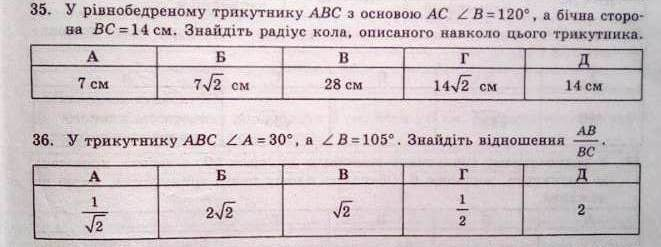 35. У рівнобедреному трикутнику ABC з основою AC ∠B=120°, а бічна сторо-
на BC=14 см. Знайдіть радіус кола, описаного навколо цього трикутника.
А Б В Г Д
7 см 7√2 см 28 см 14√2 см 14 см
36. У трикутнику ABC ∠A=30°, а ∠B=105°. Знайдіть відношення AB/BC.
А Б В Г Д
1/√2 2√2 √2 1/2 2